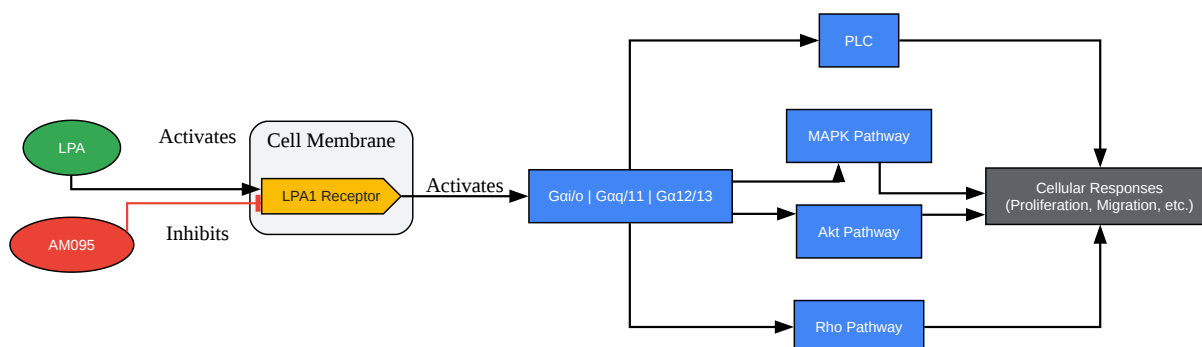 PLC
Activates
Cell Membrane
MAPK Pathway
LPA
Activates
LPA1 Receptor
Gαi/o | Gαq/11 | Gα12/13
Cellular Responses
(Proliferation, Migration, etc.)
Inhibits
AM095
Akt Pathway
Rho Pathway